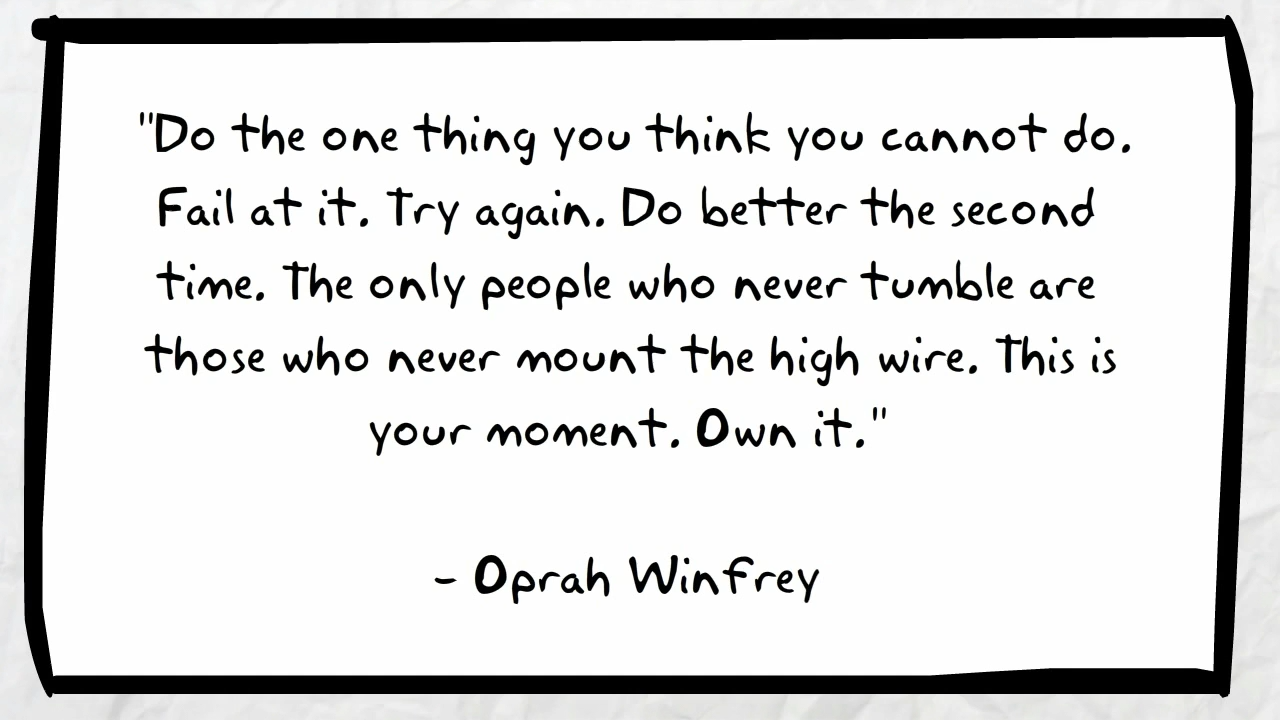 "Do the one thing you think you cannot do.
Fail at it. Try again. Do better the second
time. The only people who never tumble are
those who never mount the high wire. This is
your moment. Own it."
- Oprah Winfrey